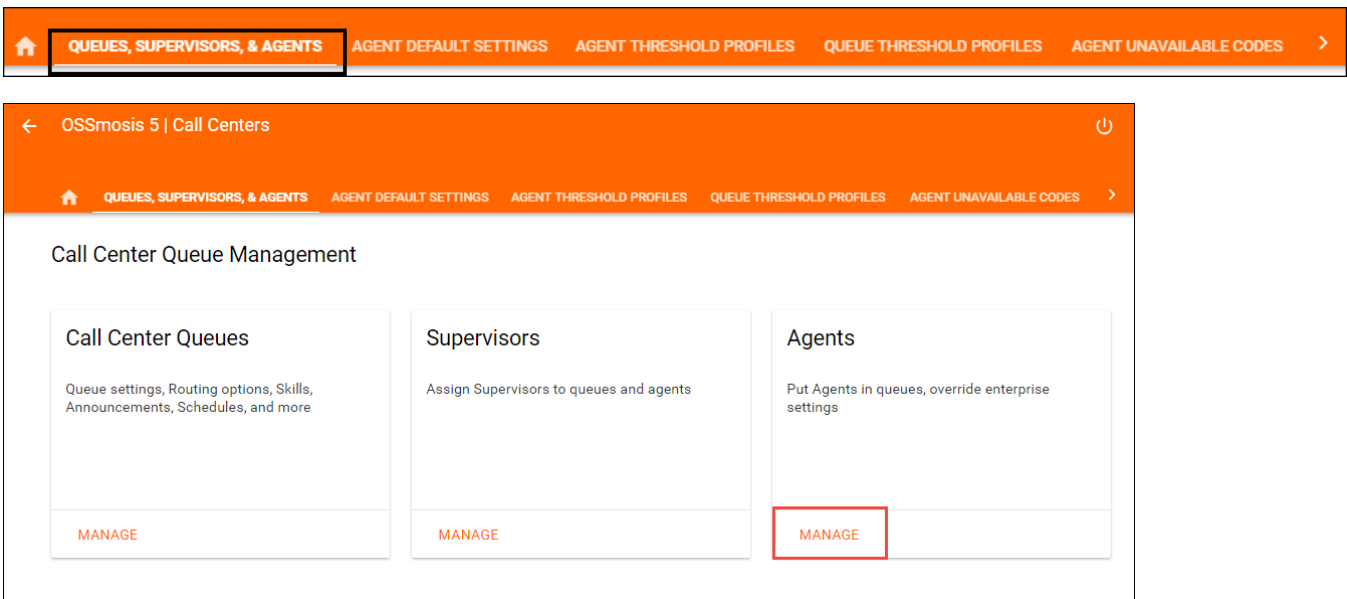 QUEUES, SUPERVISORS, & AGENTS AGENT DEFAULT SETTINGS AGENT THRESHOLD PROFILES QUEUE THRESHOLD PROFILES AGENT UNAVAILABLE CODES
OSSmosis 5 | Call Centers
QUEUES, SUPERVISORS, & AGENTS AGENT DEFAULT SETTINGS AGENT THRESHOLD PROFILES QUEUE THRESHOLD PROFILES AGENT UNAVAILABLE CODES
Call Center Queue Management
Call Center Queues
Queue settings, Routing options, Skills,
Announcements, Schedules, and more
MANAGE
Supervisors
Assign Supervisors to queues and agents
MANAGE
Agents
Put Agents in queues, override enterprise
settings
MANAGE